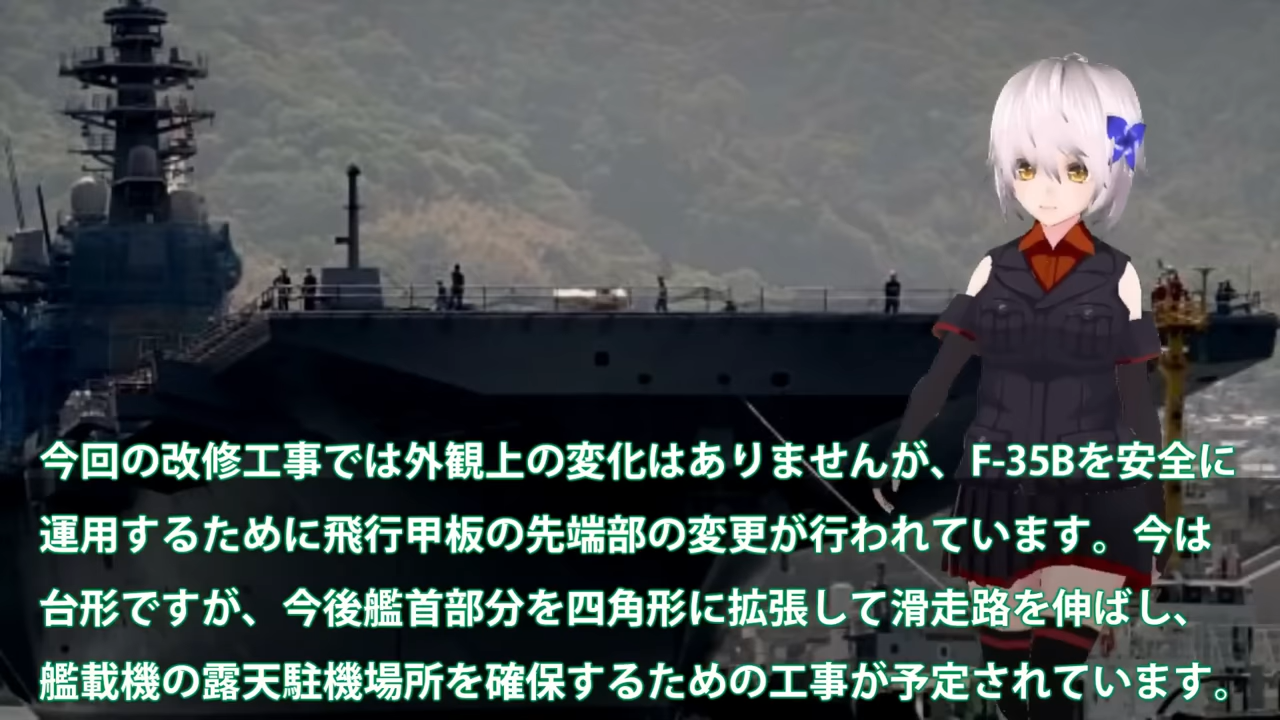 今回の改修工事では外観上の変化はありませんが、F-35Bを安全に
運用するために飛行甲板の先端部の変更が行われています。今は
台形ですが、今後艦首部分を四角形に拡張して滑走路を伸ばし、
艦載機の露天駐機場所を確保するための工事が予定されています。